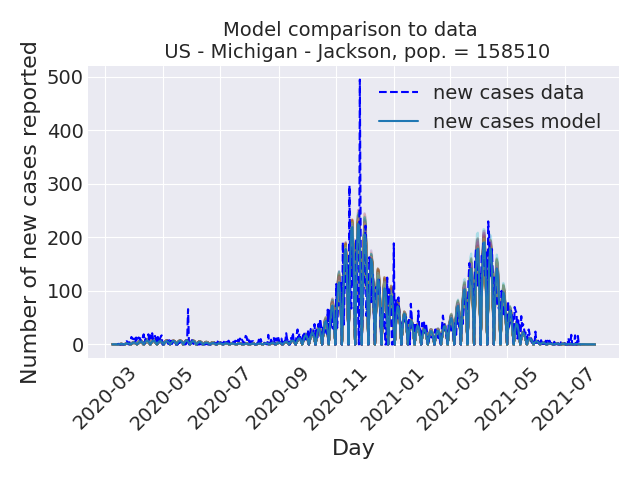 Model comparison to data
US - Michigan - Jackson, pop. = 158510
Number of new cases reported
500
400
300
200
100
0
new cases data
new cases model
2020-03
2020-05
2020-07
2020-09
2020-11
2021-01
2021-03
2021-05
2021-07
Day